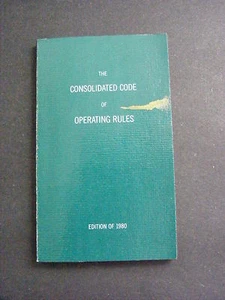 THE
CONSOLIDATED CODE
OF
OPERATING RULES
EDITION OF 1980